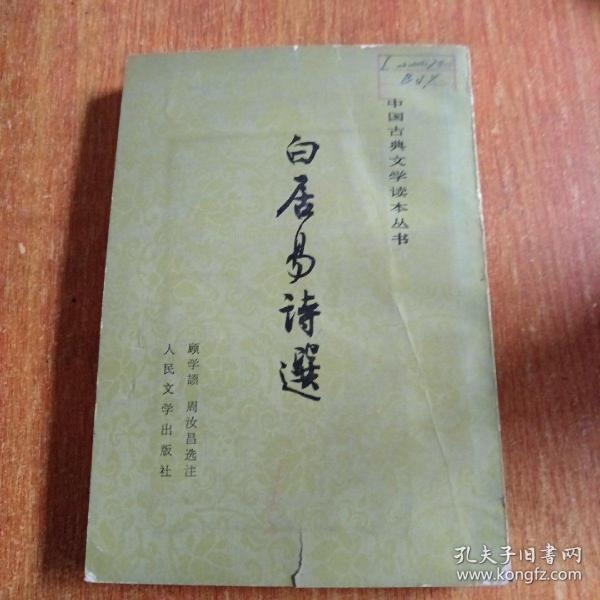 中国古典文学读本丛书
白居易诗選
顾学颉 周汝昌选注
人民文学出版社
孔夫子旧书网
www.kongfz.com